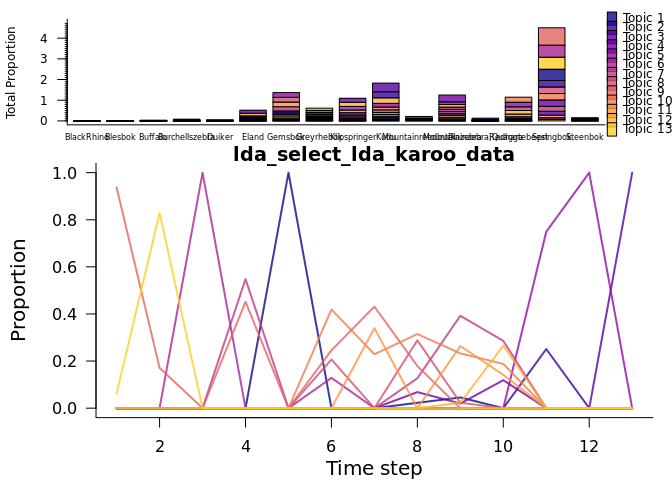 Total Proportion
4
3
2
1
0
BlackRhino
Blesbok
Buffalo
Burchellszebra
Duiker
Eland
Gemsbok
Greyrhebok
Klipspringer
Kudu
Mountainreedbuck
Springbok
Steenbok
Topic 1
Topic 2
Topic 3
Topic 4
Topic 5
Topic 6
Topic 7
Topic 8
Topic 9
Topic 10
Topic 11
Topic 12
Topic 13
lda_select_lda_karoo_data
Proportion
1.0
0.8
0.6
0.4
0.2
0.0
2 4 6 8 10 12
Time step